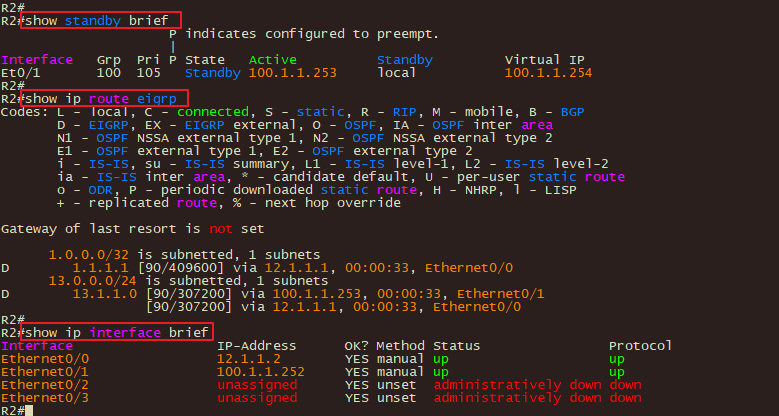 R2#
R2#show standby brief
                     P indicates configured to preempt.
                     |
Interface   Grp  Pri P State   Active          Standby         Virtual IP
Et0/1       100  105   Standby 100.1.1.253     local           100.1.1.254
R2#
R2#show ip route eigrp
Codes: L - local, C - connected, S - static, R - RIP, M - mobile, B - BGP
       D - EIGRP, EX - EIGRP external, O - OSPF, IA - OSPF inter area
       N1 - OSPF NSSA external type 1, N2 - OSPF NSSA external type 2
       E1 - OSPF external type 1, E2 - OSPF external type 2
       i - IS-IS, su - IS-IS summary, L1 - IS-IS level-1, L2 - IS-IS level-2
       ia - IS-IS inter area, * - candidate default, U - per-user static route
       o - ODR, P - periodic downloaded static route, H - NHRP, l - LISP
       + - replicated route, % - next hop override
Gateway of last resort is not set
      1.0.0.0/32 is subnetted, 1 subnets
D        1.1.1.1 [90/409600] via 12.1.1.1, 00:00:33, Ethernet0/0
      13.0.0.0/24 is subnetted, 1 subnets
D        13.1.1.0 [90/307200] via 100.1.1.253, 00:00:33, Ethernet0/1
                  [90/307200] via 12.1.1.1, 00:00:33, Ethernet0/0
R2#
R2#show ip interface brief
Interface                  IP-Address      OK? Method Status                Protocol
Ethernet0/0                12.1.1.2        YES manual up                    up
Ethernet0/1                100.1.1.252     YES manual up                    up
Ethernet0/2                unassigned      YES unset  administratively down down
Ethernet0/3                unassigned      YES unset  administratively down down
R2#